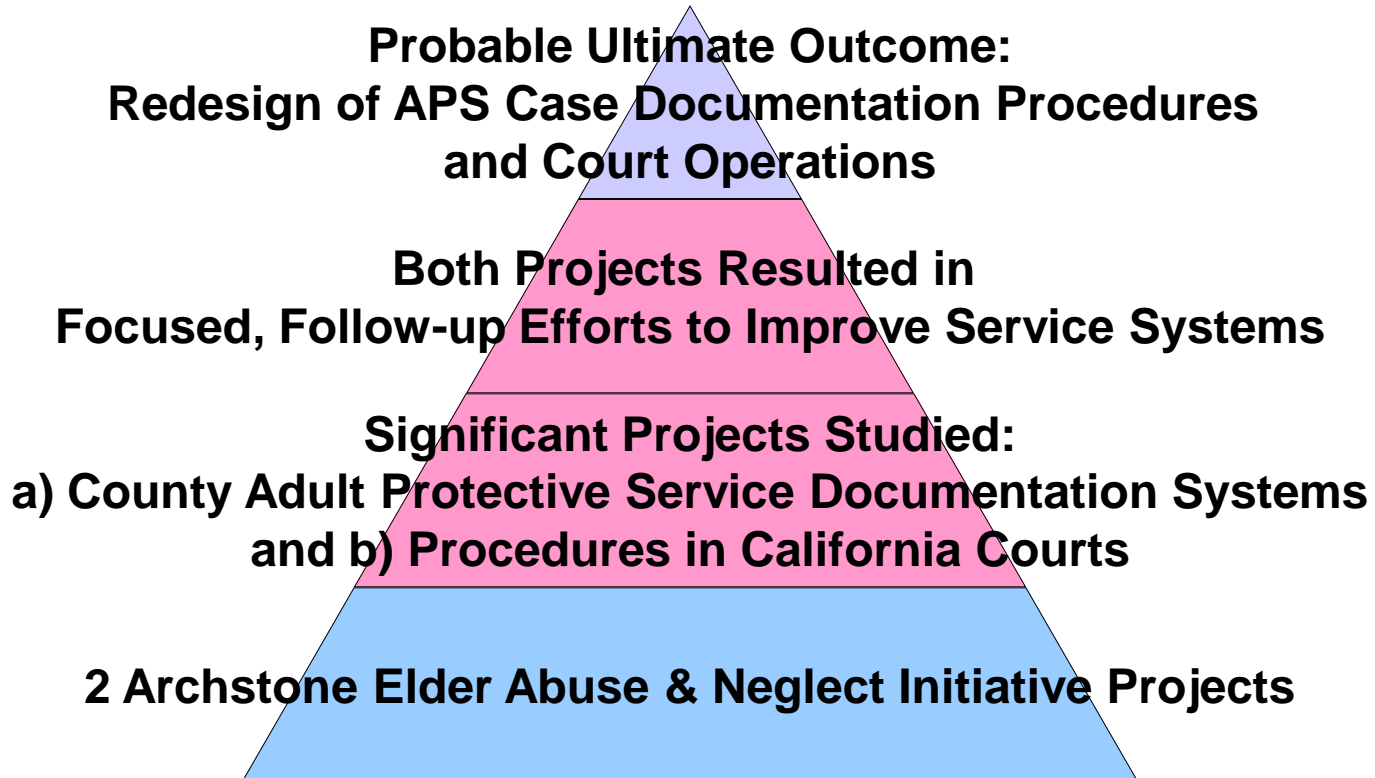 Probable Ultimate Outcome:
Redesign of APS Case Documentation Procedures
and Court Operations
Both Projects Resulted in
Focused, Follow-up Efforts to Improve Service Systems
Significant Projects Studied:
a) County Adult Protective Service Documentation Systems
and b) Procedures in California Courts
2 Archstone Elder Abuse & Neglect Initiative Projects